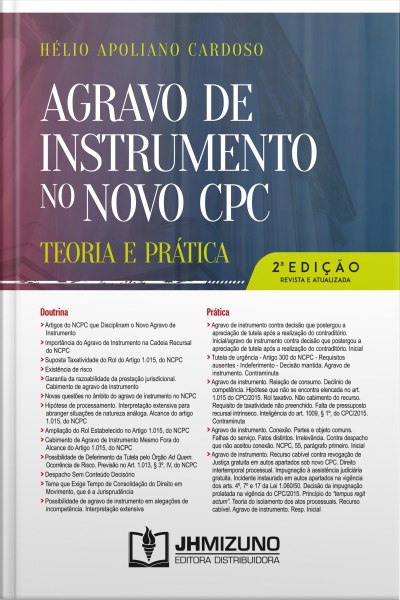 HÉLIO APOLIANO CARDOSO
AGRAVO DE
INSTRUMENTO
NO NOVO CPC
TEORIA E PRÁTICA
2ª EDIÇÃO
REVISTA E ATUALIZADA
Doutrina
> Artigos do NCPC que Disciplinam o Novo Agravo de
Instrumento
> Importância do Agravo de Instrumento na Cadeia Recursal
do NCPC
> Suposta Taxatividade do Rol do Artigo 1.015, do NCPC
> Existência de risco
> Garantia da razoabilidade da prestação jurisdicional.
Cabimento de agravo de instrumento
> Novas questões no âmbito do agravo de instrumento no NCPC
> Hipótese de processamento. Interpretação extensiva para
abranger situações de natureza análoga. Alcance do artigo
1.015, do NCPC
> Ampliação do Rol Estabelecido no Artigo 1.015, do NCPC
> Cabimento de Agravo de Instrumento Mesmo Fora do
Alcance do Artigo 1.015, do NCPC
> Possibilidade de Deferimento da Tutela pelo Órgão Ad Quem.
Ocorrência de Risco. Previsão no Art. 1.013, § 3º, IV, do NCPC
> Despacho Sem Conteúdo Decisório
> Tema que Exige Tempo de Consolidação do Direito em
Movimento, que é a Jurisprudência
> Possibilidade de agravo de instrumento em alegações de
incompetência. Interpretação extensiva
Prática
> Agravo de instrumento contra decisão que postergou a
apreciação de tutela após a realização do contraditório.
Inicial/agravo de instrumento contra decisão que postergou a
apreciação de tutela após a realização do contraditório. Inicial
> Tutela de urgência - Artigo 300 do NCPC - Requisitos
ausentes - Indeferimento - Decisão mantida. Agravo de
instrumento. Contraminuta
> Agravo de instrumento. Relação de consumo. Declínio de
competência. Hipótese que não se encontra elencada no art.
1.015 do CPC/2015. Rol taxativo. Não cabimento do recurso.
Requisito de taxatividade não preenchido. Falta de pressuposto
recursal intrínseco. Inteligência do art. 1009, § 1º, do CPC/2015.
Contraminuta
> Agravo de instrumento. Conexão. Partes e objeto comuns.
Falhas do serviço. Fatos distintos. Irrelevância. Contra despacho
que não aceitou conexão. NCPC, 55, parágrafo primeiro. Inicial
> Agravo de instrumento. Recurso cabível contra revogação de
Justiça gratuita em autos apartados sob novo CPC. Direito
intertemporal processual. Impugnação à assistência judiciária
gratuita. Incidente instaurado em autos apartados na vigência
dos arts. 4º, 7º e 17 da Lei 1.060/50. Decisão da impugnação
prolatada na vigência do CPC/2015. Princípio do "tempus regit
actum". Teoria do isolamento dos atos processuais. Recurso
cabível. Agravo de instrumento. Resp. Inicial
JHMIZUNO
EDITORA DISTRIBUIDORA